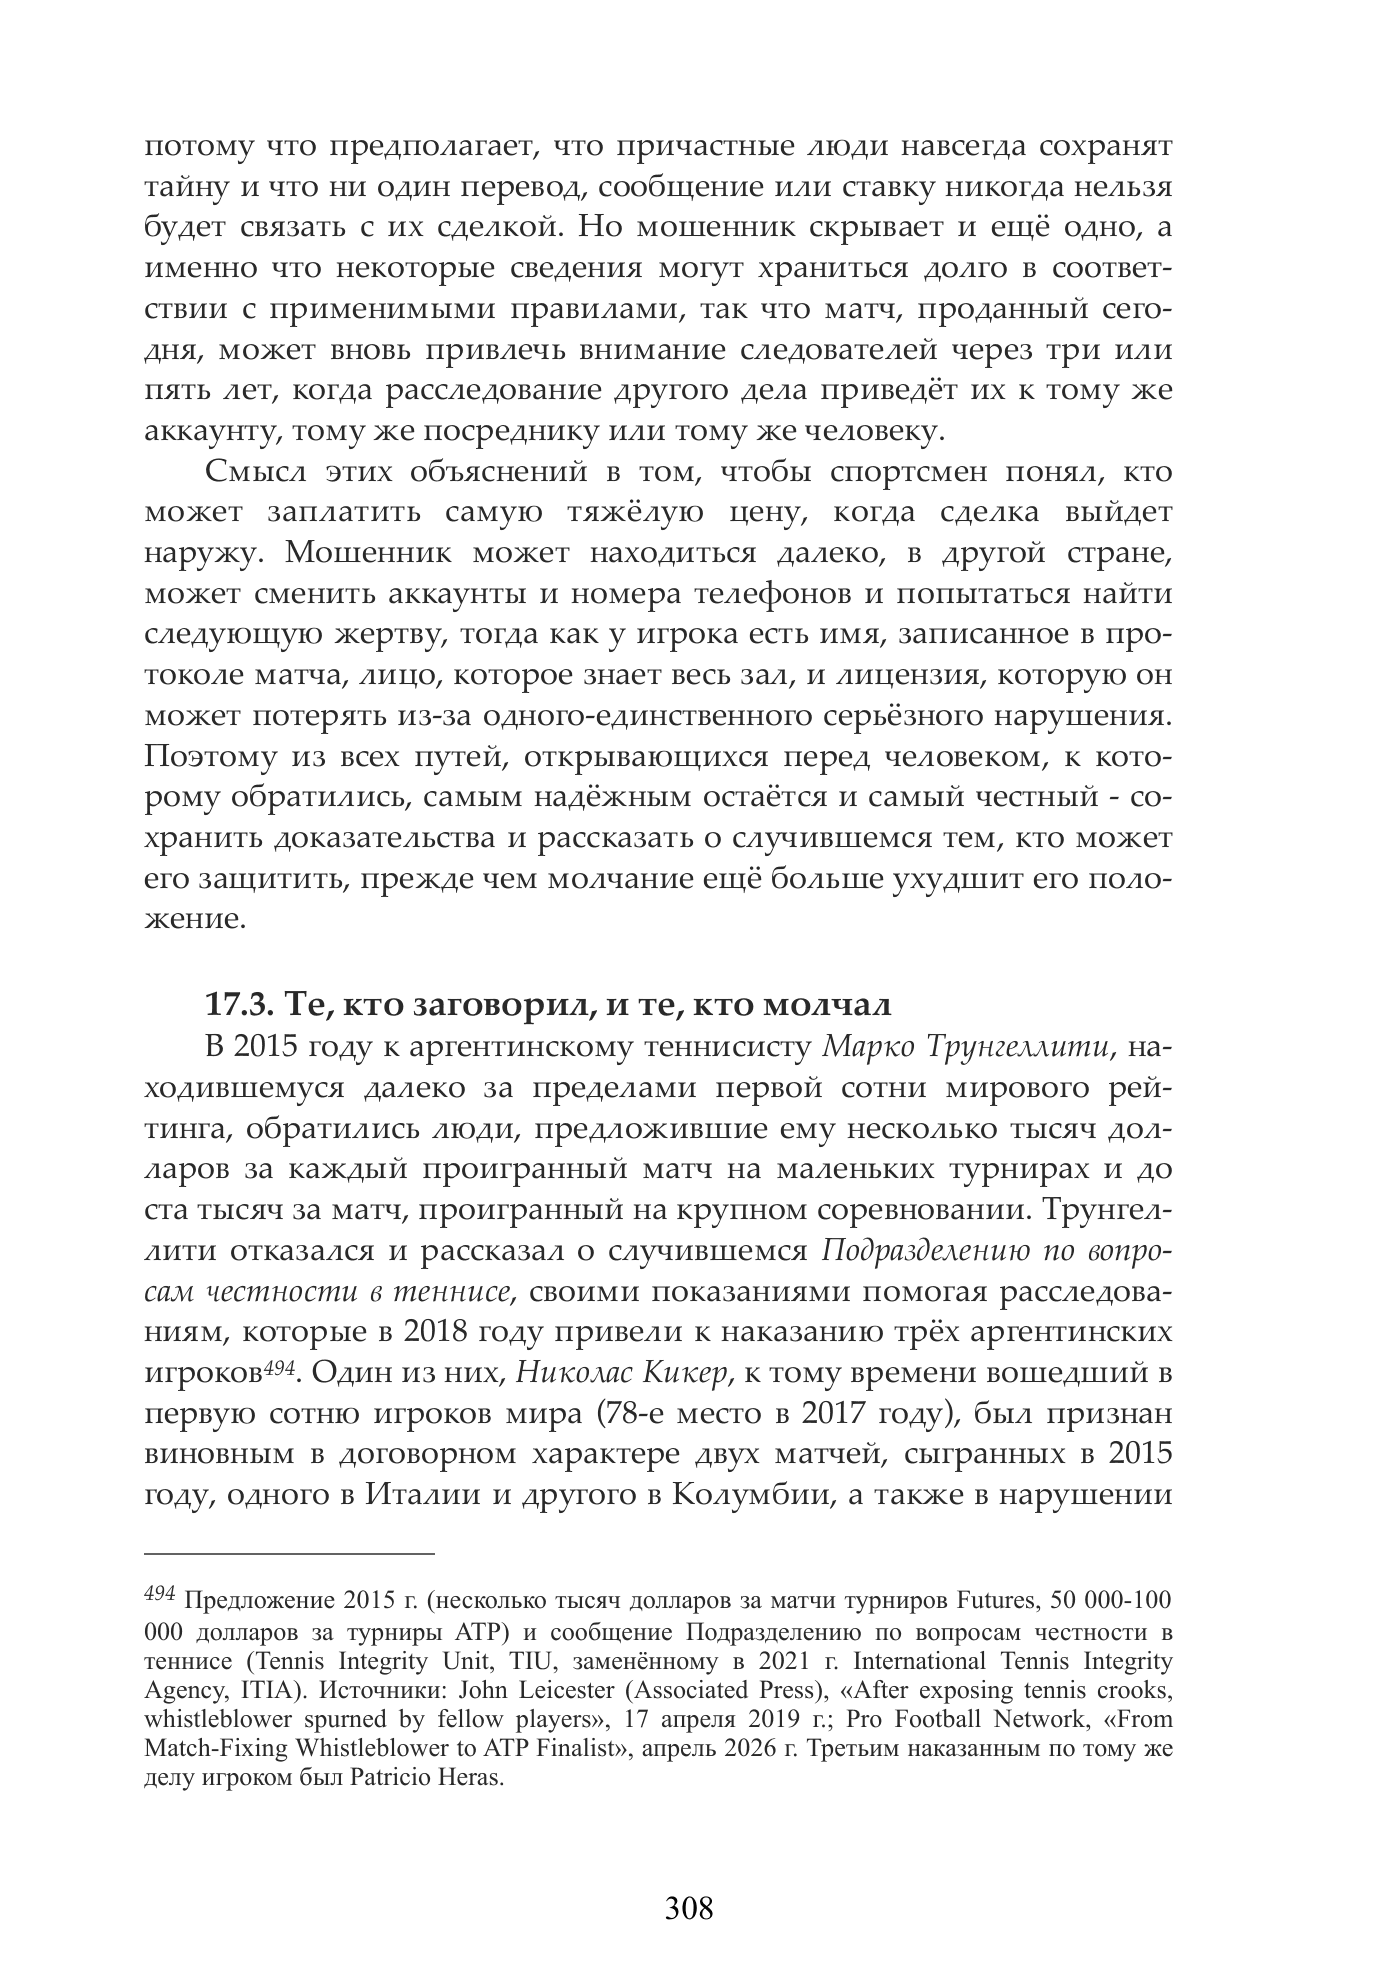 потому что предполагает, что причастные люди навсегда сохранят
тайну и что ни один перевод, сообщение или ставку никогда нельзя
будет связать с их сделкой. Но мошенник скрывает и ещё одно, а
именно что некоторые сведения могут храниться долго в соответ-
ствии с применимыми правилами, так что матч, проданный сего-
дня, может вновь привлечь внимание следователей через три или
пять лет, когда расследование другого дела приведёт их к тому же
аккаунту, тому же посреднику или тому же человеку.
Смысл этих объяснений в том, чтобы спортсмен понял, кто
может заплатить самую тяжёлую цену, когда сделка выйдет
наружу. Мошенник может находиться далеко, в другой стране,
может сменить аккаунты и номера телефонов и попытаться найти
следующую жертву, тогда как у игрока есть имя, записанное в про-
токоле матча, лицо, которое знает весь зал, и лицензия, которую он
может потерять из-за одного-единственного серьёзного нарушения.
Поэтому из всех путей, открывающихся перед человеком, к кото-
рому обратились, самым надёжным остаётся и самый честный - со-
хранить доказательства и рассказать о случившемся тем, кто может
его защитить, прежде чем молчание ещё больше ухудшит его поло-
жение.
17.3. Те, кто заговорил, и те, кто молчал
В 2015 году к аргентинскому теннисисту Марко Трунгеллити, на-
ходившемуся далеко за пределами первой сотни мирового рей-
тинга, обратились люди, предложившие ему несколько тысяч дол-
ларов за каждый проигранный матч на маленьких турнирах и до
ста тысяч за матч, проигранный на крупном соревновании. Трунгел-
лити отказался и рассказал о случившемся Подразделению по вопро-
сам честности в теннисе, своими показаниями помогая расследова-
ниям, которые в 2018 году привели к наказанию трёх аргентинских
игроков494. Один из них, Николас Кикер, к тому времени вошедший в
первую сотню игроков мира (78-е место в 2017 году), был признан
виновным в договорном характере двух матчей, сыгранных в 2015
году, одного в Италии и другого в Колумбии, а также в нарушении
494 Предложение 2015 г. (несколько тысяч долларов за матчи турниров Futures, 50 000-100
000 долларов за турниры ATP) и сообщение Подразделению по вопросам честности в
теннисе (Tennis Integrity Unit, TIU, заменённому в 2021 г. International Tennis Integrity
Agency, ITIA). Источники: John Leicester (Associated Press), «After exposing tennis crooks,
whistleblower spurned by fellow players», 17 апреля 2019 г.; Pro Football Network, «From
Match-Fixing Whistleblower to ATP Finalist», апрель 2026 г. Третьим наказанным по тому же
делу игроком был Patricio Heras.
308